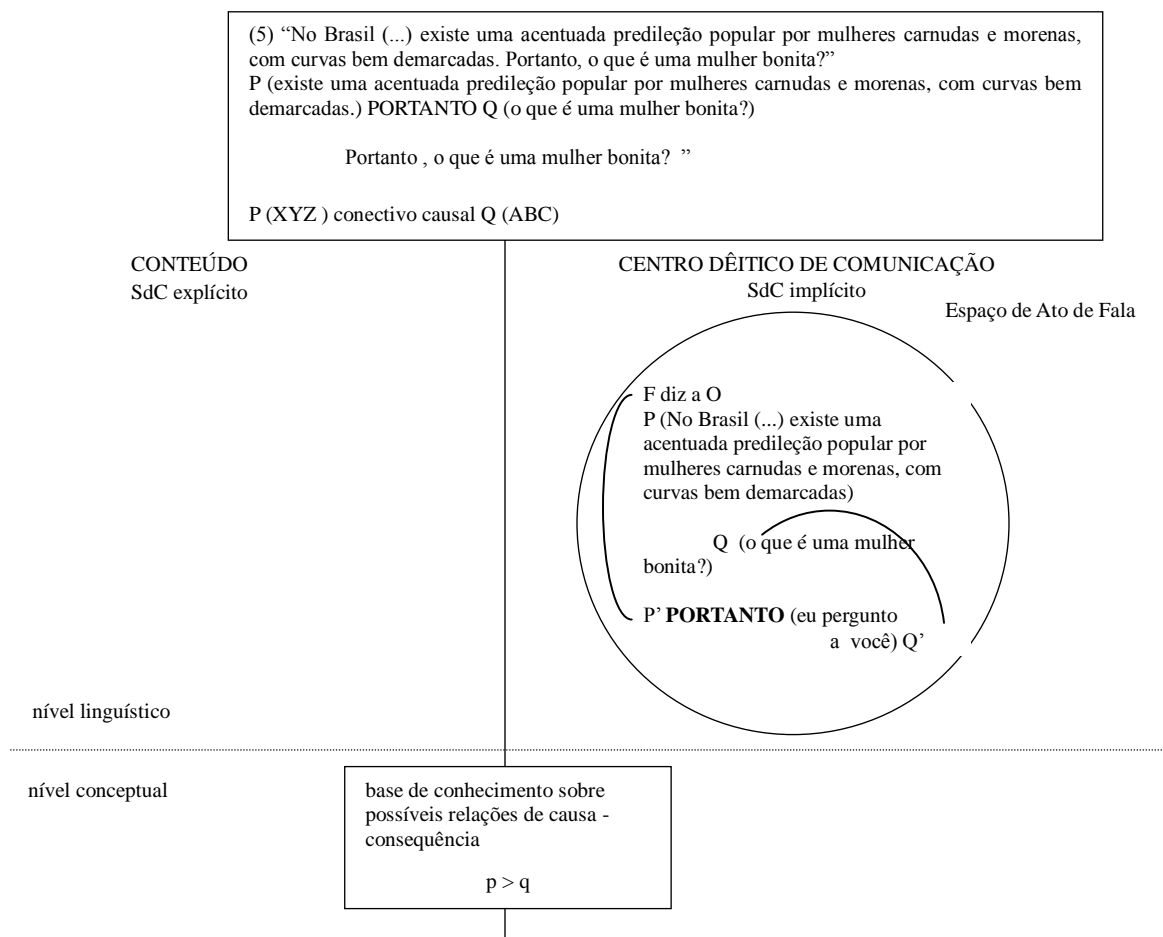 (5) “No Brasil (...) existe uma acentuada predileção popular por mulheres carnudas e morenas,
com curvas bem demarcadas. Portanto, o que é uma mulher bonita?”
P (existe uma acentuada predileção popular por mulheres carnudas e morenas, com curvas bem
demarcadas.) PORTANTO Q (o que é uma mulher bonita?)
Portanto , o que é uma mulher bonita? ”
P (XYZ ) conectivo causal Q (ABC)
CONTEÚDO
SdC explícito
CENTRO DÊITICO DE COMUNICAÇÃO
SdC implícito
Espaço de Ato de Fala
F diz a O
P (No Brasil (...) existe uma
acentuada predileção popular por
mulheres carnudas e morenas, com
curvas bem demarcadas)
Q (o que é uma mulher
bonita?)
P’ PORTANTO (eu pergunto
a você) Q’
nível linguístico
nível conceptual
base de conhecimento sobre
possíveis relações de causa -
consequência
p > q